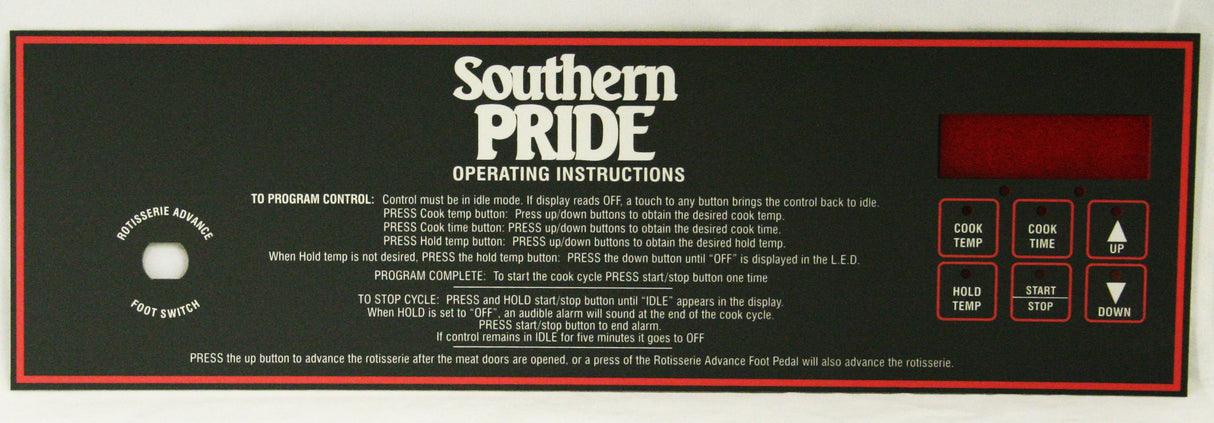 Southern
PRIDE
OPERATING INSTRUCTIONS
TO PROGRAM CONTROL: Control must be in idle mode. If display reads OFF, a touch to any button brings the control back to idle.
PRESS Cook temp button: Press up/down buttons to obtain the desired cook temp.
PRESS Cook time button: PRESS up/down buttons to obtain the desired cook time.
PRESS Hold temp button: PRESS up/down buttons to obtain the desired hold temp.
When Hold temp is not desired, PRESS the hold temp button: PRESS the down button until "OFF" is displayed in the L.E.D.
PROGRAM COMPLETE: To start the cook cycle PRESS start/stop button one time
TO STOP CYCLE: PRESS and HOLD start/stop button until "IDLE" appears in the display.
When HOLD is set to "OFF", an audible alarm will sound at the end of the cook cycle.
PRESS start/stop button to end alarm.
If control remains in IDLE for five minutes it goes to OFF
PRESS the up button to advance the rotisserie after the meat doors are opened, or a press of the Rotisserie Advance Foot Pedal will also advance the rotisserie.
ROTISSERIE ADVANCE
FOOT SWITCH
COOK
TEMP
COOK
TIME
UP
HOLD
TEMP
START
STOP
DOWN